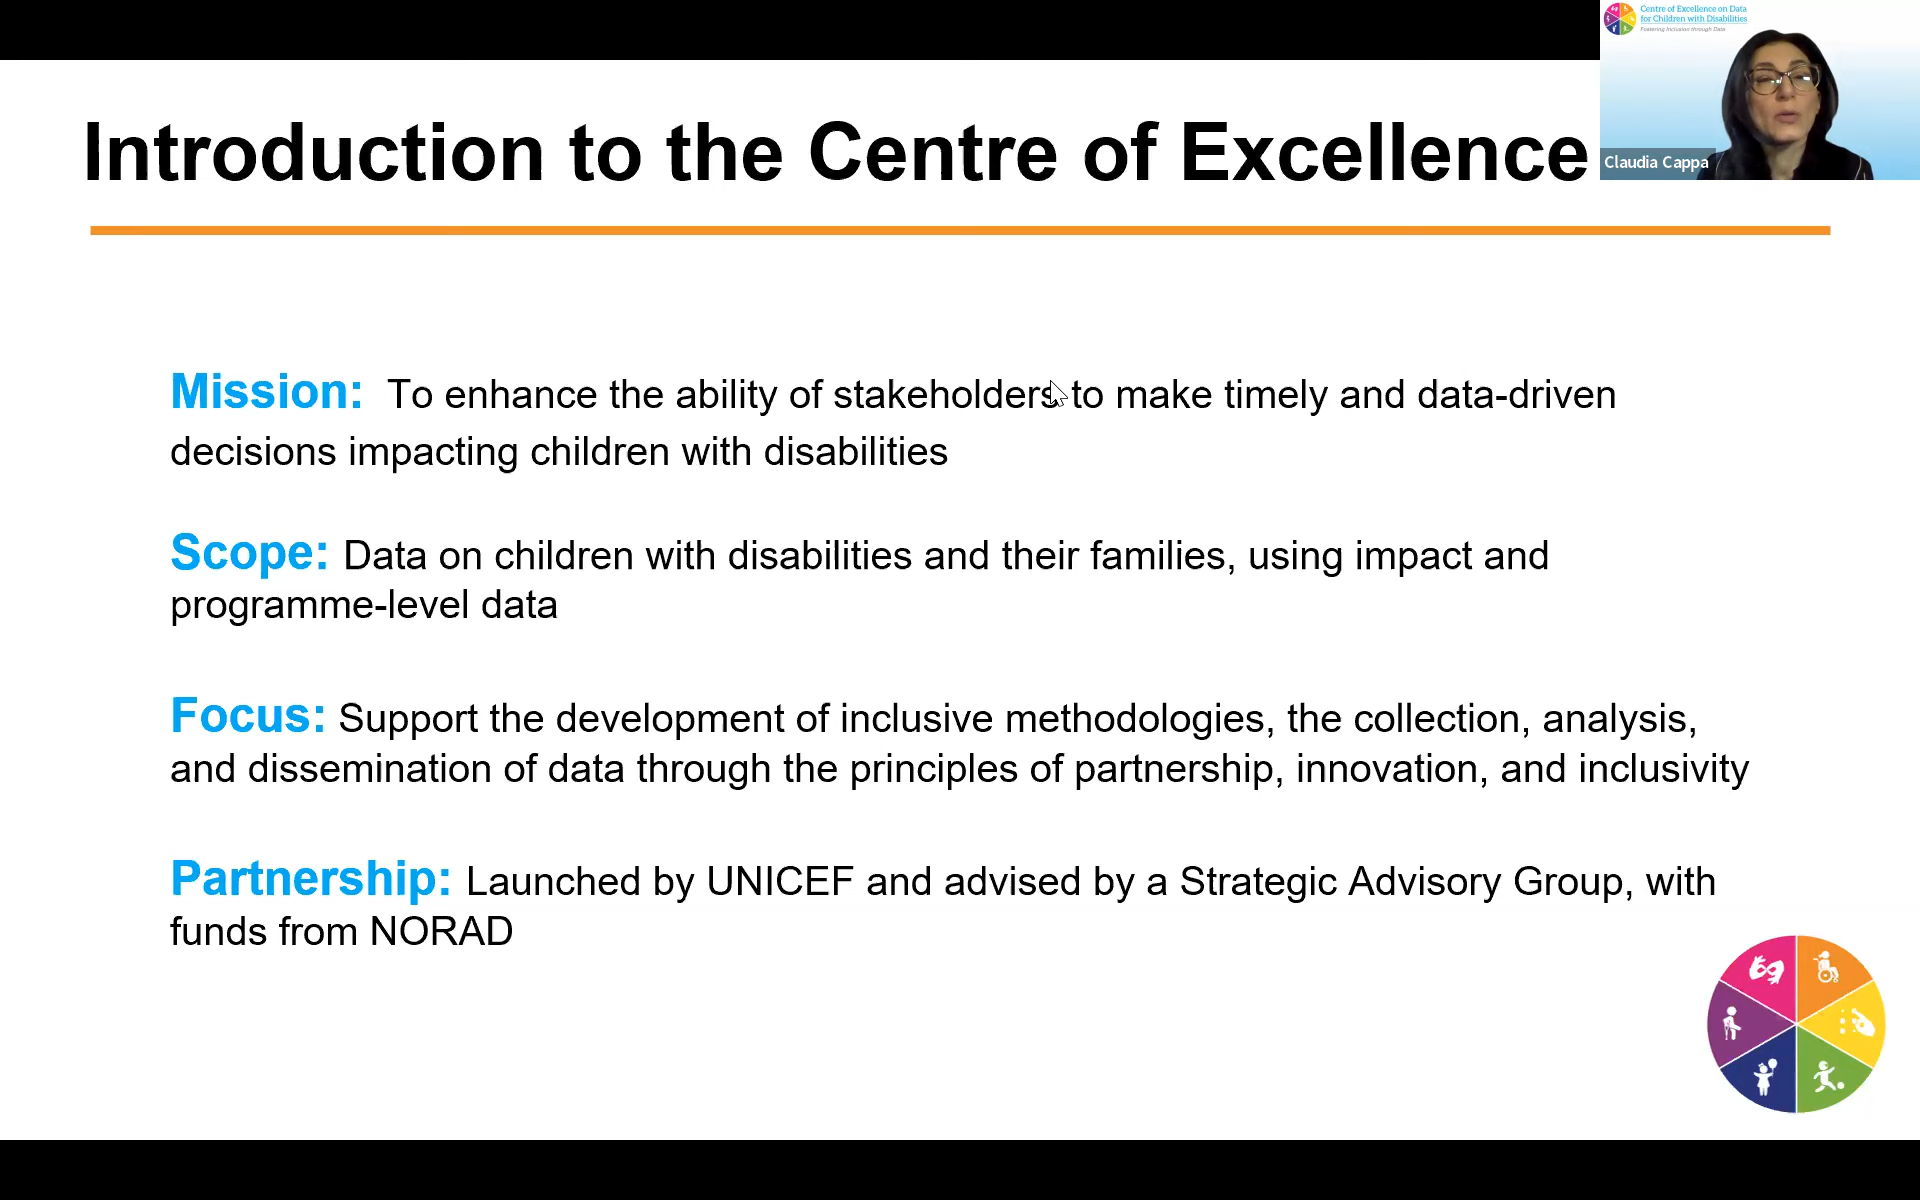 Centre of Excellence on Data
for Children with Disabilities
Fostering Inclusion through Data
Claudia Cappa
Introduction to the Centre of Excellence
Mission: To enhance the ability of stakeholders to make timely and data-driven
decisions impacting children with disabilities
Scope: Data on children with disabilities and their families, using impact and
programme-level data
Focus: Support the development of inclusive methodologies, the collection, analysis,
and dissemination of data through the principles of partnership, innovation, and inclusivity
Partnership: Launched by UNICEF and advised by a Strategic Advisory Group, with
funds from NORAD